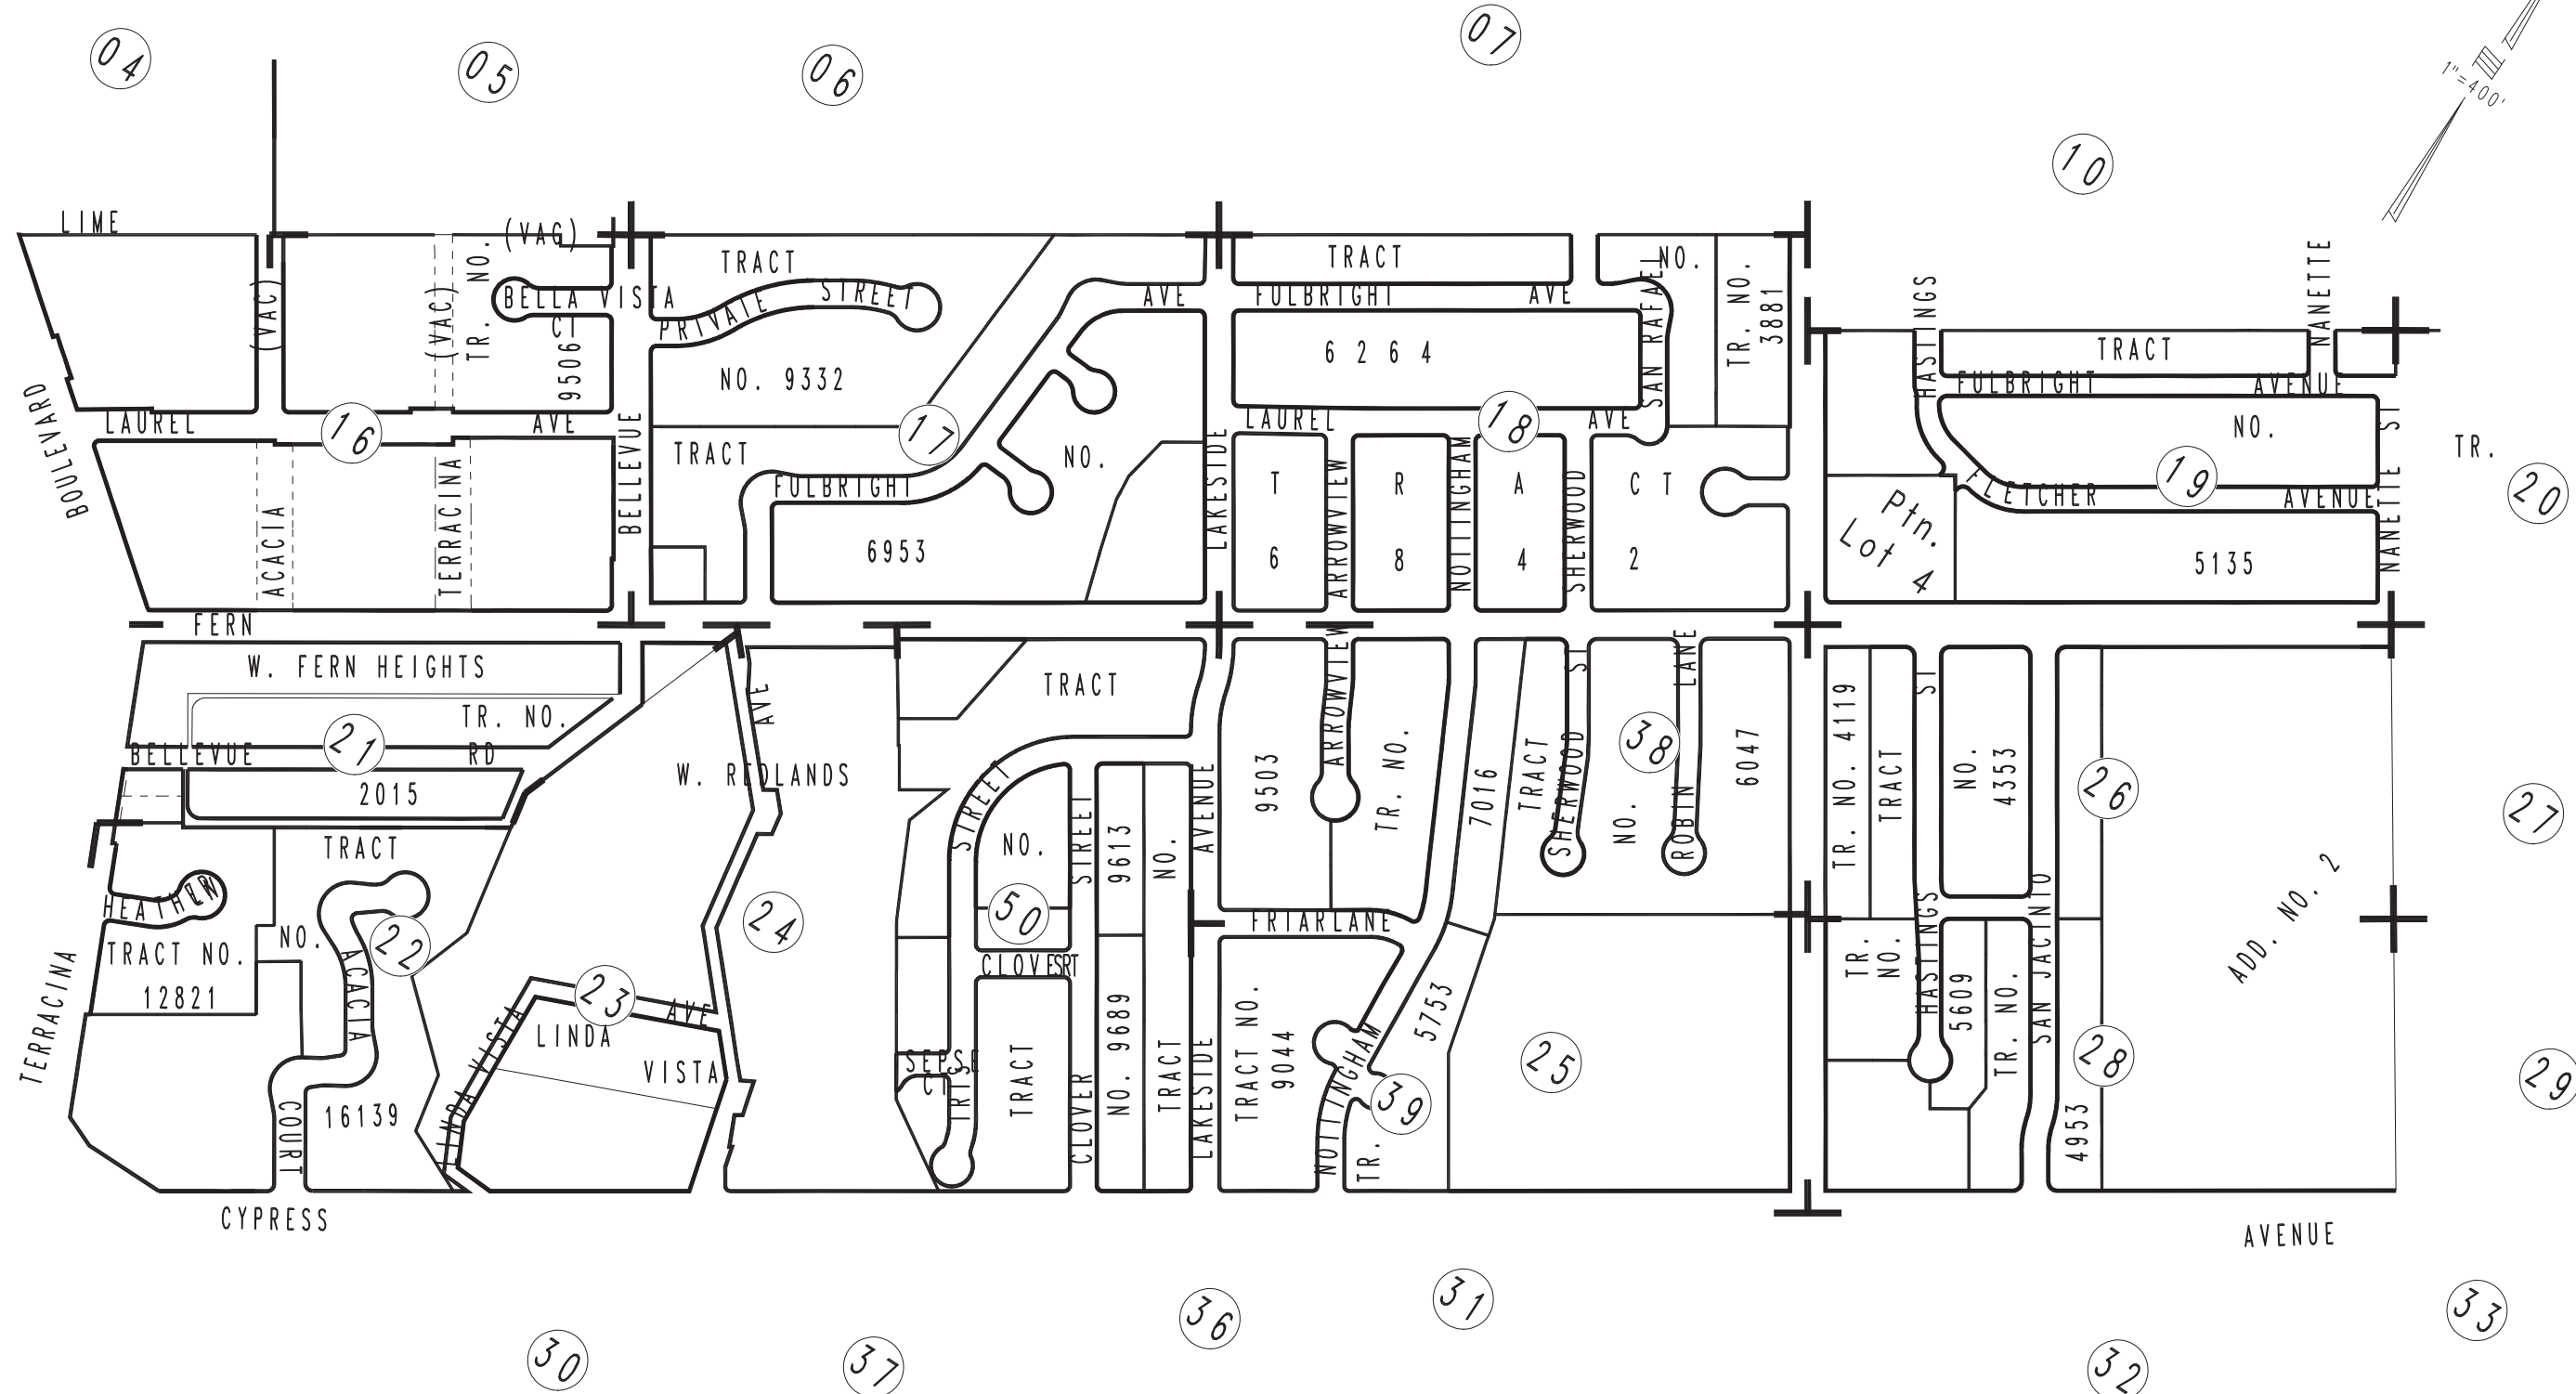 04
05
06
07
10
1"=400'
LIME
(VAC)
(VAC)
TR. NO.
9506
BELLA VISTA
CT
TRACT
PRIVATE STREET
NO. 9332
AVE
TRACT NO.
FULBRIGHT AVE
SAN RAFAEL
TR. NO.
3881
6264
HASTINGS
NANETTE
TRACT
FULBRIGHT AVENUE
BOULEVARD
LAUREL AVE
16
BELLEVUE
17
TRACT NO.
FULBRIGHT
6953
LAKESIDE
LAUREL AVE
18
T R A C T
6 8 4 2
ARROWVIEW
NOTTINGHAM
SHERWOOD
NO.
ST
TR.
19
20
FLETCHER AVENUE
NANETTE
Ptn.
Lot 4
5135
ACACIA
TERRACINA
FERN
W. FERN HEIGHTS
TR. NO.
21
BELLEVUE RD
2015
AVE
W. REDLANDS
TRACT
STREET
NO.
50
STREET
9613
NO.
AVENUE
9503
ARROWVIEW
TR. NO.
7016
TRACT
SHERWOOD ST
38
NO.
LANE
ROBIN
6047
TR. NO. 4119
TRACT
ST
NO.
4353
26
27
TRACT
HEATHER
22
NO.
TRACT NO.
12821
ACACIA
24
23
LINDA
VISTA
AVE
LINDA VISTA
TERRACINA
16139
COURT
CLOVER
ST
CT
TRACT
CLOVER
NO. 9689
TRACT
LAKESIDE
FRIAR LANE
TRACT NO.
9044
NOTTINGHAM
5753
39
TR.
25
TR.
NO.
HASTINGS
5609
TR. NO.
SAN JACINTO
28
4953
ADD. NO. 2
29
CYPRESS
AVENUE
30
37
36
31
32
33